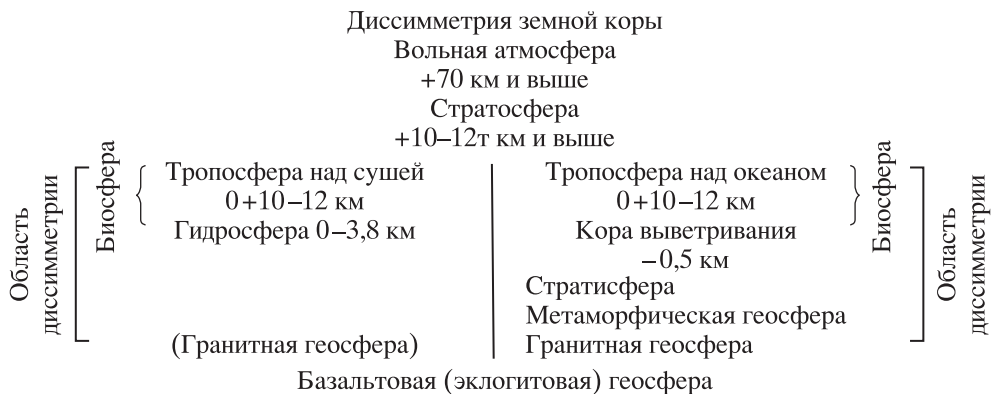 Диссимметрия земной коры
Вольная атмосфера
+70 км и выше
Стратосфера
+10–12т км и выше
Область
диссимметрии
Биосфера
Тропосфера над сушей
0+10–12 км
Гидросфера 0–3,8 км
(Гранитная геосфера)
Тропосфера над океаном
0+10–12 км
Кора выветривания
–0,5 км
Стратисфера
Метаморфическая геосфера
Гранитная геосфера
Биосфера
Область
диссимметрии
Базальтовая (эклогитовая) геосфера